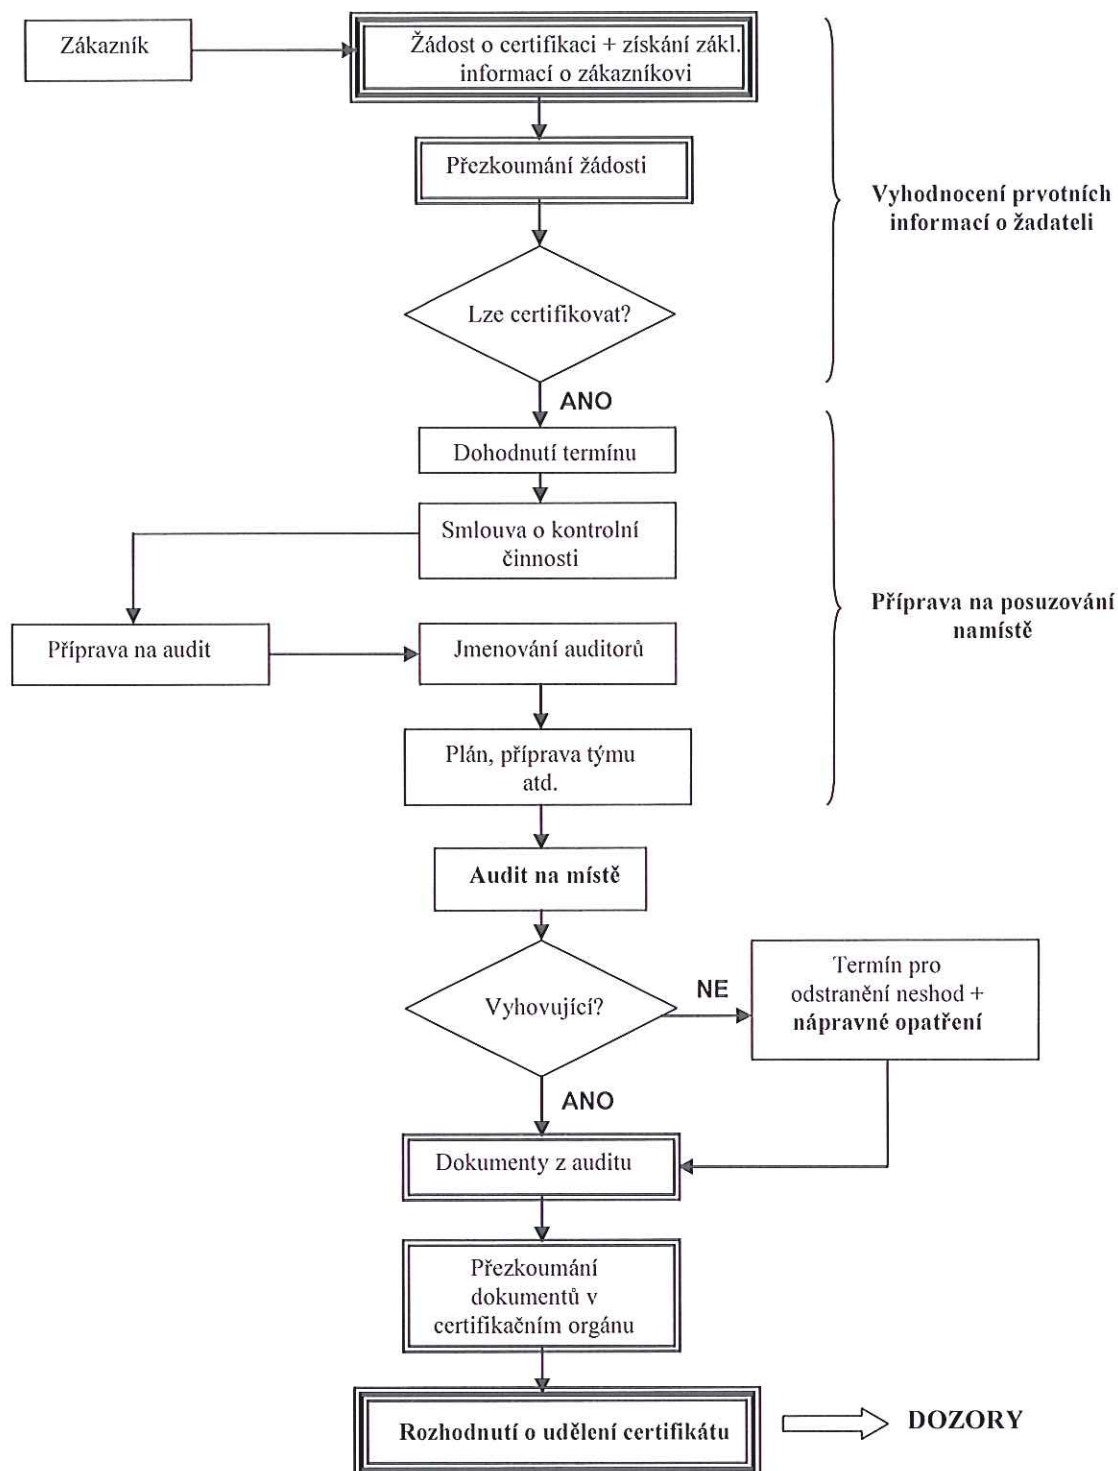 Zákazník
Žádost o certifikaci + získání zákl.
informací o zákazníkovi
Přezkoumání žádosti
Vyhodnocení prvotních
informací o žadateli
Lze certifikovat?
ANO
Dohodnutí termínu
Smlouva o kontrolní
činnosti
Příprava na posuzování
namístě
Příprava na audit
Jmenování auditorů
Plán, příprava týmu
atd.
Audit na místě
Vyhovující?
NE
Termín pro
odstranění neshod +
nápravné opatření
ANO
Dokumenty z auditu
Přezkoumání
dokumentů v
certifikačním orgánu
Rozhodnutí o udělení certifikátu
DOZORY